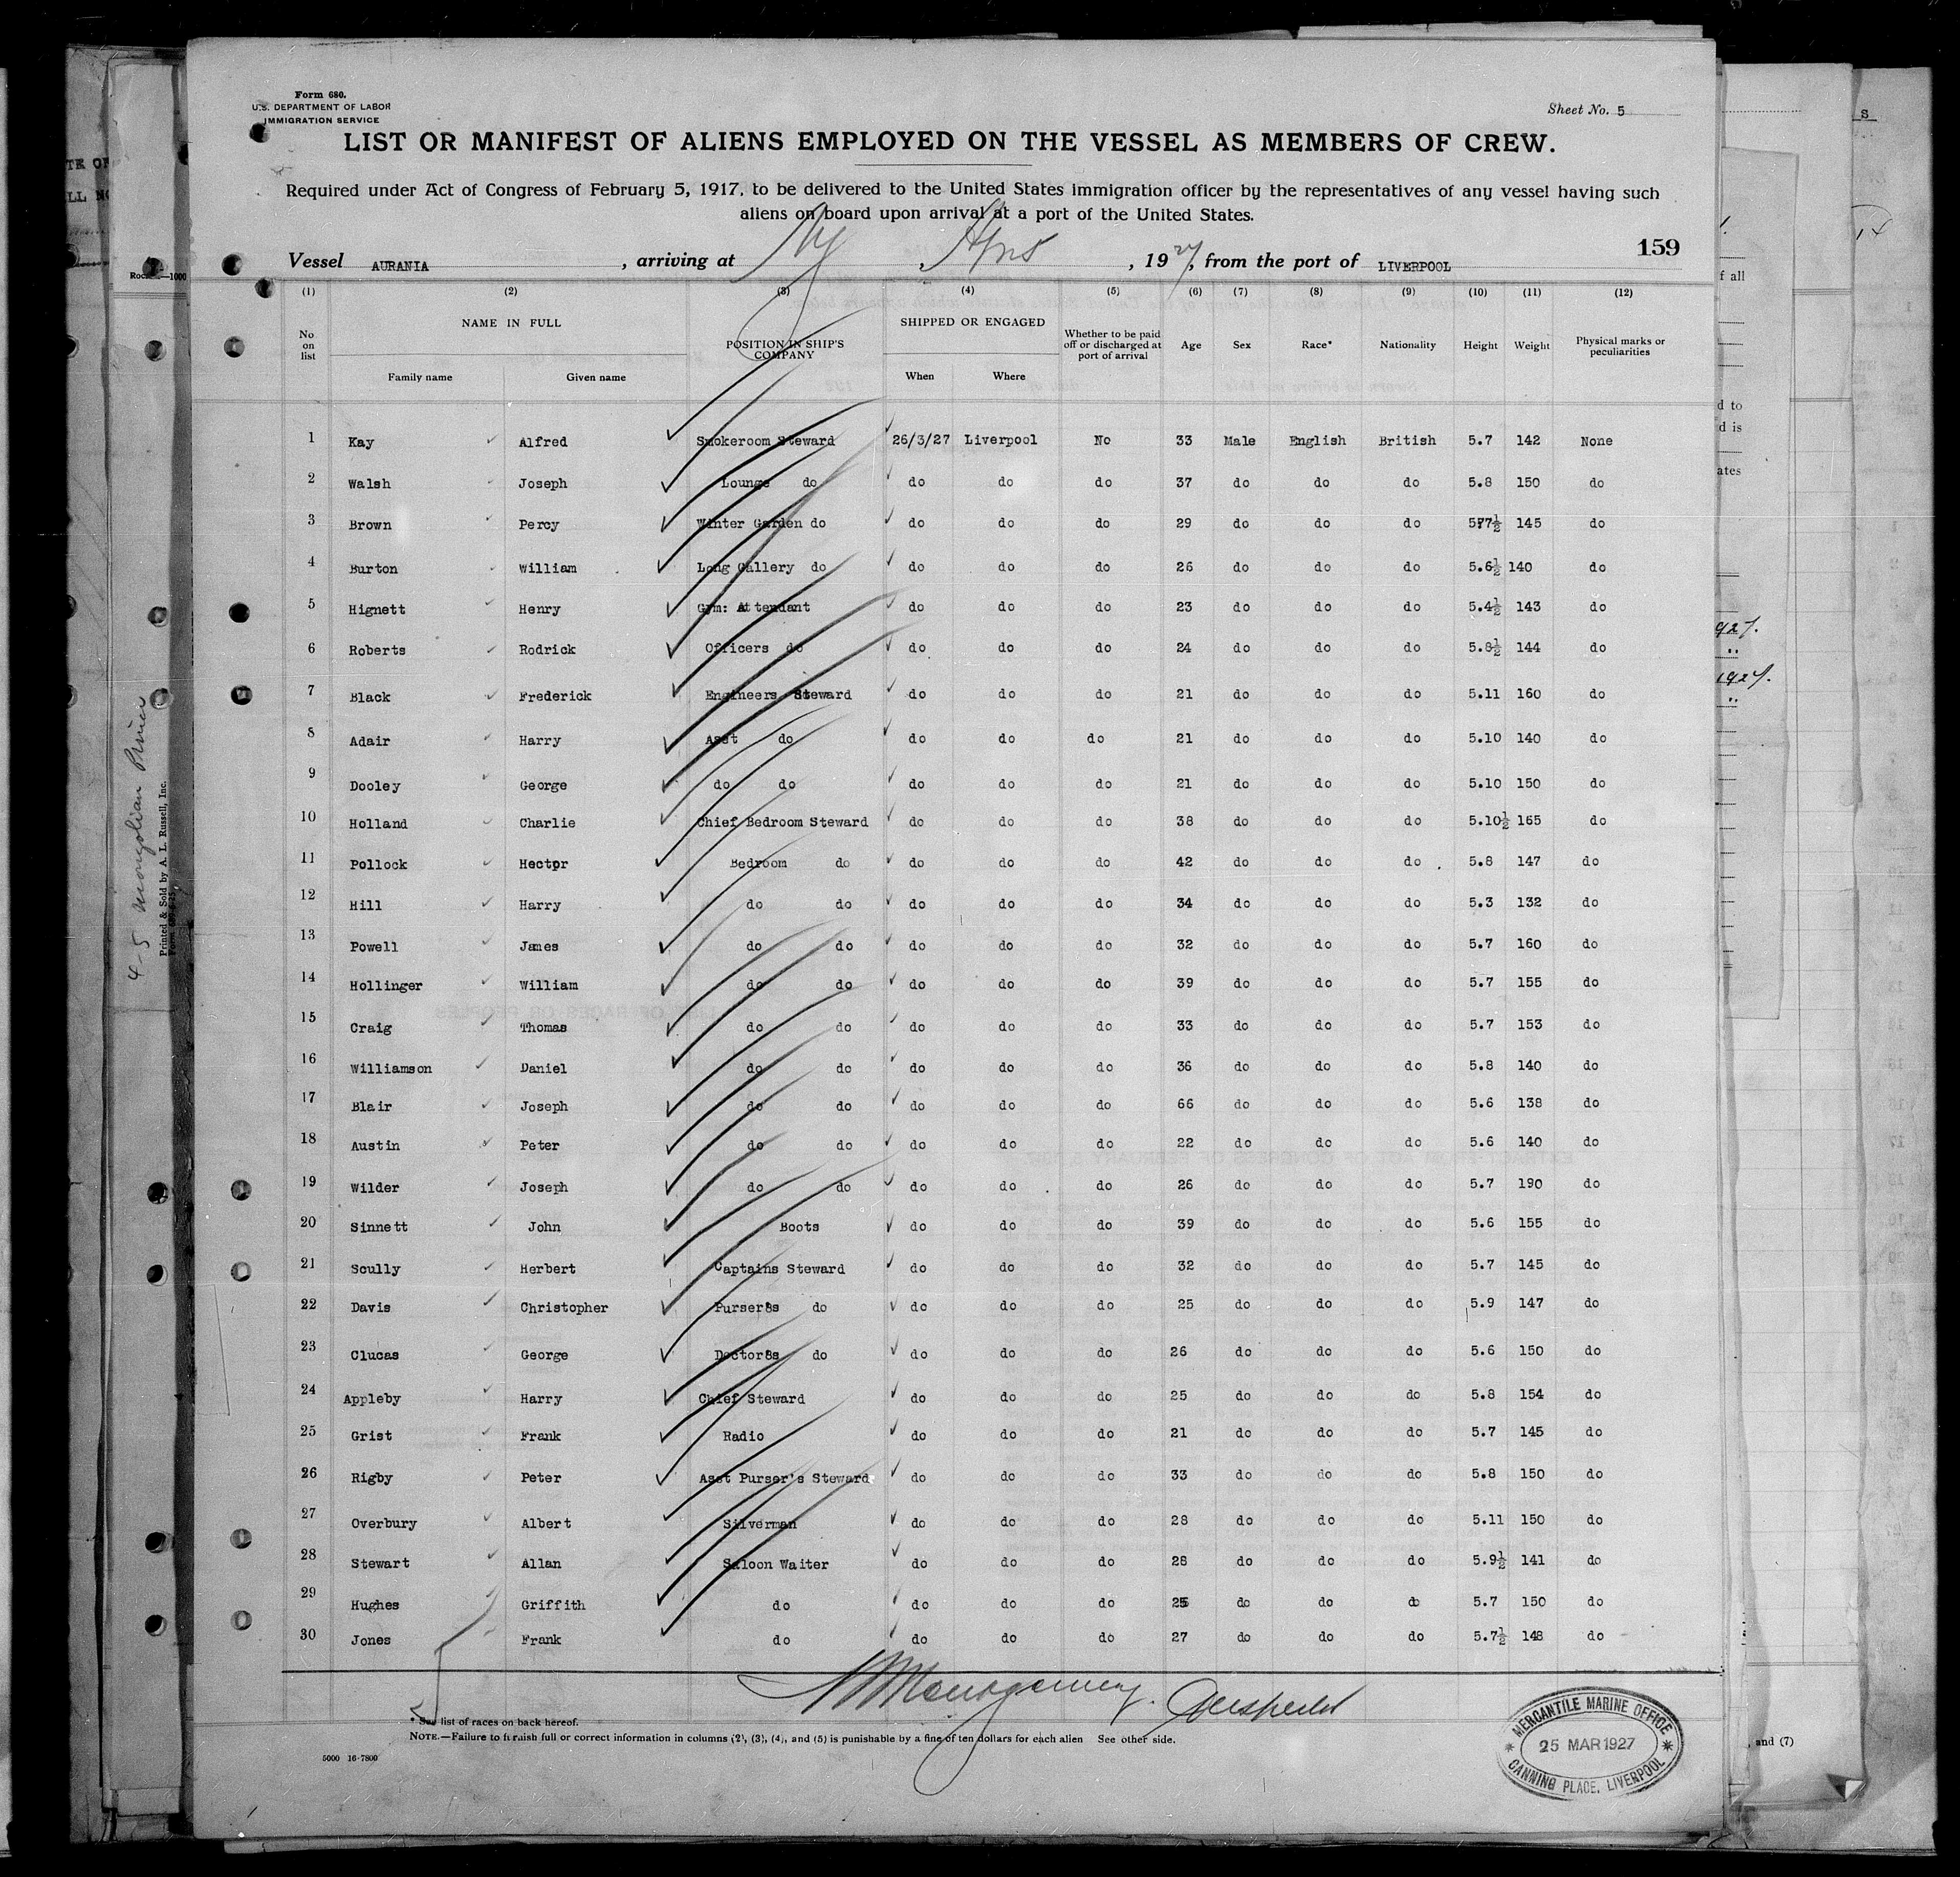 Form 680.
U.S. DEPARTMENT OF LABOR
IMMIGRATION SERVICE
Sheet No. 5
LIST OR MANIFEST OF ALIENS EMPLOYED ON THE VESSEL AS MEMBERS OF CREW.
Required under Act of Congress of February 5, 1917, to be delivered to the United States immigration officer by the representatives of any vessel having such
aliens on board upon arrival at a port of the United States.
159
Vessel AURANIA, arriving at NY, Apr 5, 1927, from the port of LIVERPOOL
(1) (2) (3) (4) (5) (6) (7) (8) (9) (10) (11) (12)
No on list NAME IN FULL POSITION IN SHIP'S COMPANY SHIPPED OR ENGAGED Whether to be paid off or discharged at port of arrival Age Sex Race* Nationality Height Weight Physical marks or peculiarities
Family name Given name When Where
1 Kay Alfred Smokeroom Steward 26/3/27 Liverpool No 33 Male English British 5.7 142 None
2 Walsh Joseph Lounge do do do do 37 do do do 5.8 150 do
3 Brown Percy Winter Garden do do do do 29 do do do 5.7½ 145 do
4 Burton William Long Gallery do do do do 26 do do do 5.6½ 140 do
5 Hignett Henry Gym: Attendant do do do 23 do do do 5.4½ 143 do
6 Roberts Rodrick Officers do do do do 24 do do do 5.8½ 144 do
7 Black Frederick Engineers Steward do do do 21 do do do 5.11 160 do
8 Adair Harry Asst do do do do 21 do do do 5.10 140 do
9 Dooley George do do do do do 21 do do do 5.10 150 do
10 Holland Charlie Chief Bedroom Steward do do do 38 do do do 5.10½ 165 do
11 Pollock Hector Bedroom do do do do 42 do do do 5.8 147 do
12 Hill Harry do do do do do 34 do do do 5.3 132 do
13 Powell James do do do do do 32 do do do 5.7 160 do
14 Hollinger William do do do do do 39 do do do 5.7 155 do
15 Craig Thomas do do do do do 33 do do do 5.7 153 do
16 Williamson Daniel do do do do do 36 do do do 5.8 140 do
17 Blair Joseph do do do do do 66 do do do 5.6 138 do
18 Austin Peter do do do do do 22 do do do 5.6 140 do
19 Wilder Joseph do do do do do 26 do do do 5.7 190 do
20 Sinnett John Boots do do do 39 do do do 5.6 155 do
21 Scully Herbert Captains Steward do do do 32 do do do 5.7 145 do
22 Davis Christopher Purser's do do do do 25 do do do 5.9 147 do
23 Clucas George Doctor's do do do do 26 do do do 5.6 150 do
24 Appleby Harry Chief Steward do do do 25 do do do 5.8 154 do
25 Grist Frank Radio do do do 21 do do do 5.7 145 do
26 Rigby Peter Asst Purser's Steward do do do 33 do do do 5.8 150 do
27 Overbury Albert Silverman do do do 28 do do do 5.11 150 do
28 Stewart Allan Saloon Waiter do do do 28 do do do 5.9½ 141 do
29 Hughes Griffith do do do do 25 do do do 5.7 150 do
30 Jones Frank do do do do 27 do do do 5.7½ 148 do
Montgomery.
* See list of races on back hereof.
NOTE.—Failure to furnish full or correct information in columns (2), (3), (4), and (5) is punishable by a fine of ten dollars for each alien See other side.
5000 16-7800
MERCANTILE MARINE OFFICE
25 MAR 1927
CANNING PLACE, LIVERPOOL
4-5 Mongolian Prince
Printed & Sold by A. L. Russell, Inc.
, and (7)